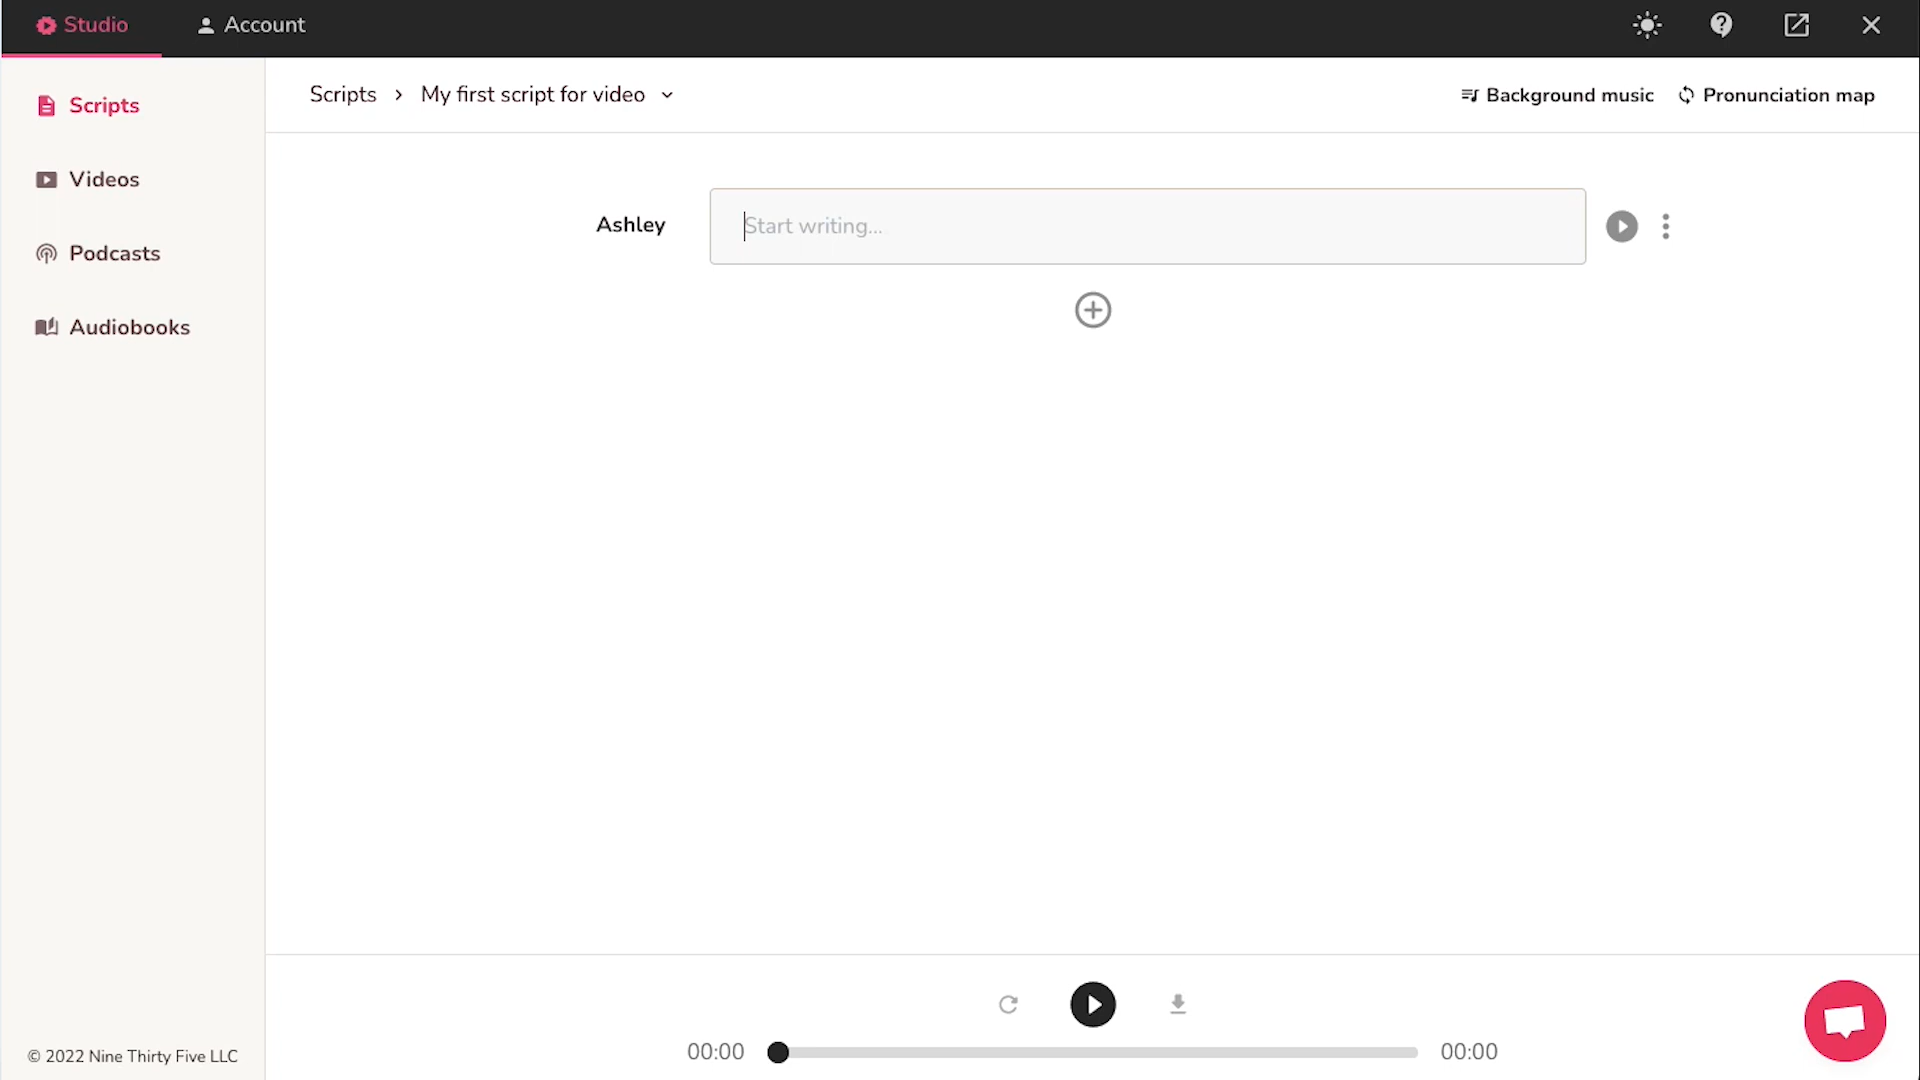 Studio
Account
Scripts
Videos
Podcasts
Audiobooks
© 2022 Nine Thirty Five LLC
Scripts › My first script for video
Background music
Pronunciation map
Ashley
Start writing...
00:00
00:00